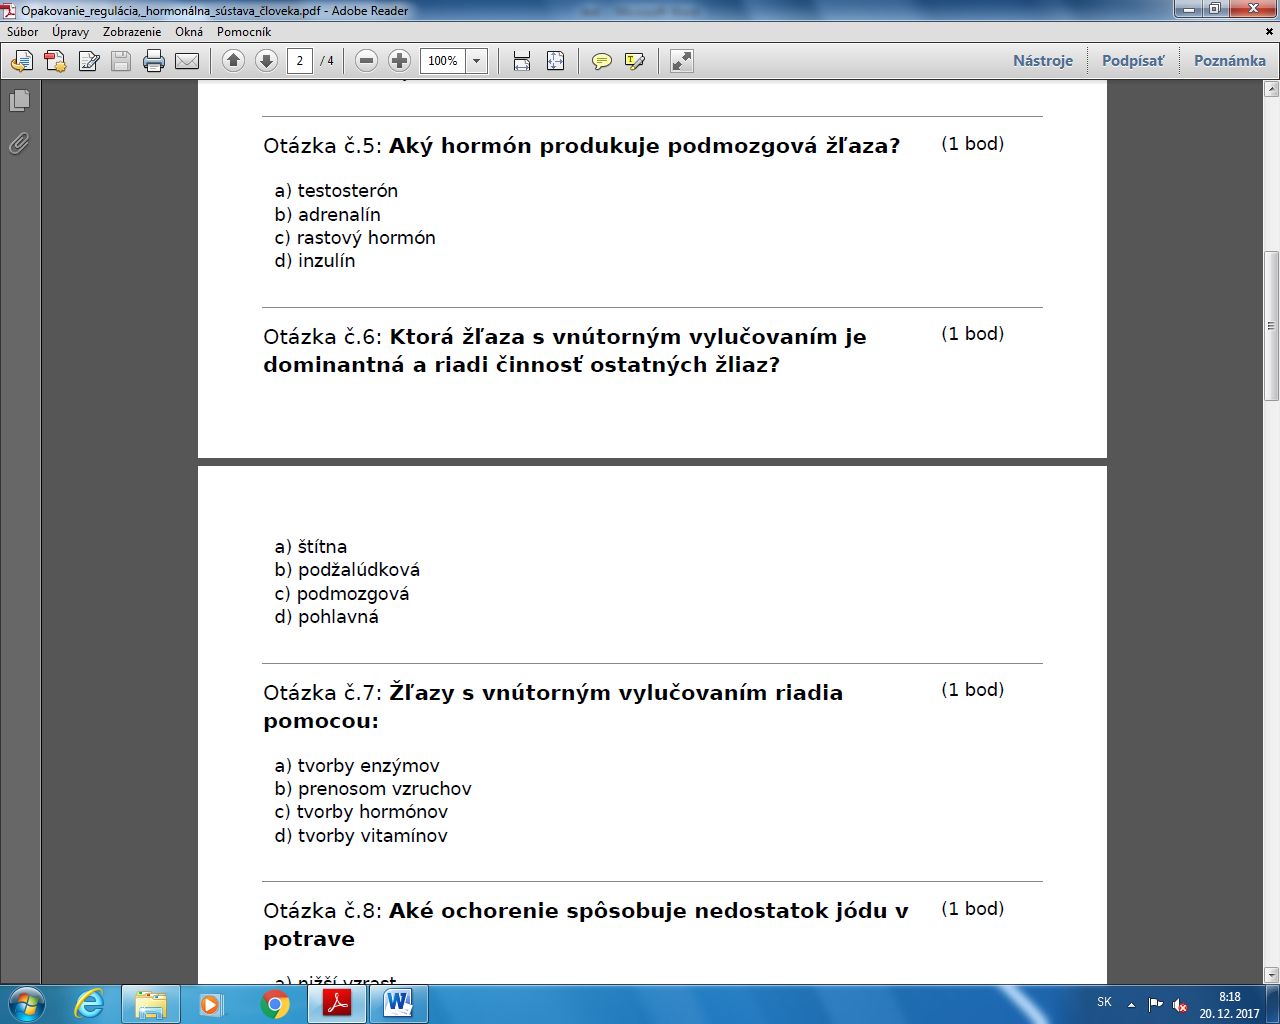 Opakovanie_regulácia,_hormonálna_sústava_človeka.pdf - Adobe Reader
Súbor Úpravy Zobrazenie Okná Pomocník
2 / 4 100% Nástroje Podpísať Poznámka
Otázka č.5: Aký hormón produkuje podmozgová žľaza? (1 bod)
a) testosterón
b) adrenalín
c) rastový hormón
d) inzulín
Otázka č.6: Ktorá žľaza s vnútorným vylučovaním je (1 bod)
dominantná a riadi činnosť ostatných žliaz?
a) štítna
b) podžalúdková
c) podmozgová
d) pohlavná
Otázka č.7: Žľazy s vnútorným vylučovaním riadia (1 bod)
pomocou:
a) tvorby enzýmov
b) prenosom vzruchov
c) tvorby hormónov
d) tvorby vitamínov
Otázka č.8: Aké ochorenie spôsobuje nedostatok jódu v (1 bod)
potrave
a) nižší vzrast
SK 8:18
20. 12. 2017